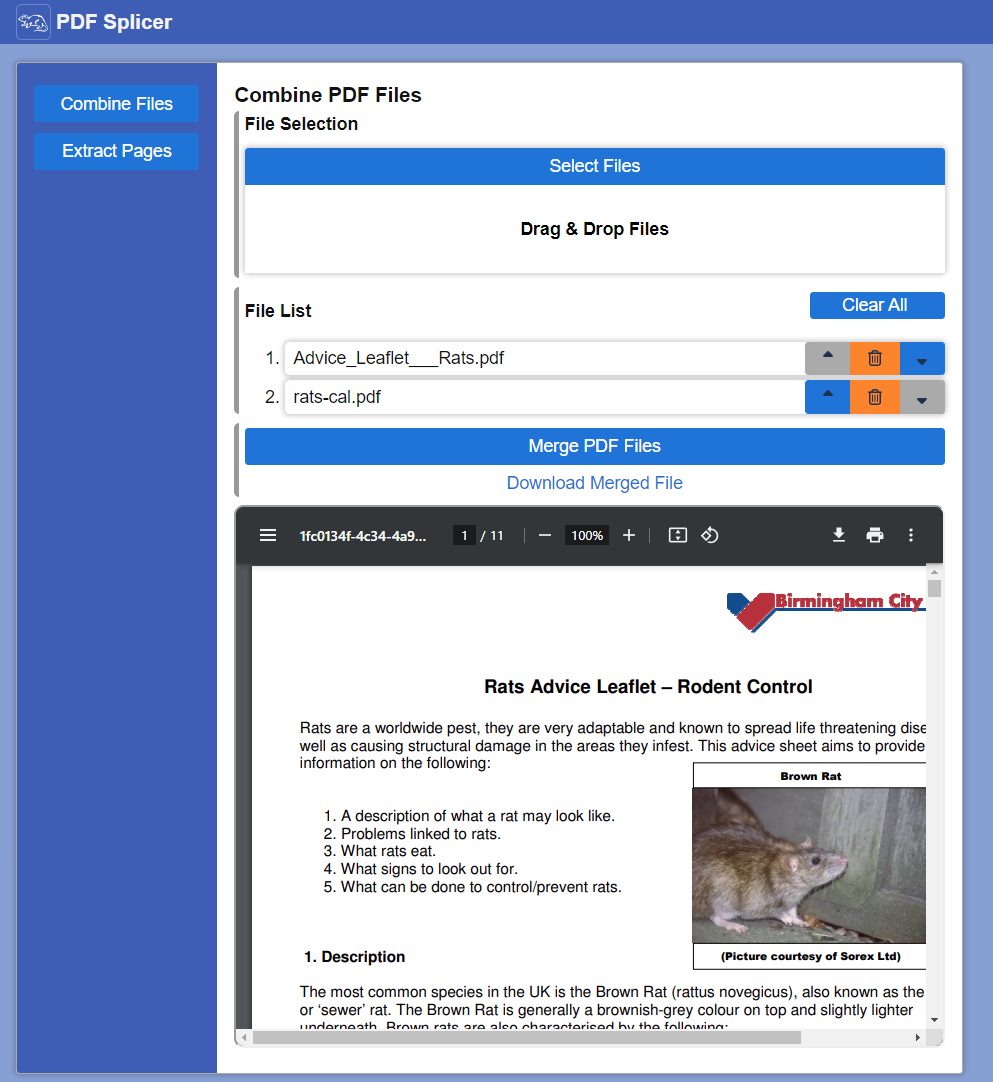 PDF Splicer
Combine Files
Extract Pages
Combine PDF Files
File Selection
Select Files
Drag & Drop Files
File List
Clear All
1. Advice_Leaflet___Rats.pdf
2. rats-cal.pdf
Merge PDF Files
Download Merged File
1fc0134f-4c34-4a9... 1 / 11 100%
Birmingham City
Rats Advice Leaflet – Rodent Control
Rats are a worldwide pest, they are very adaptable and known to spread life threatening dise
well as causing structural damage in the areas they infest. This advice sheet aims to provide
information on the following:
Brown Rat
1. A description of what a rat may look like.
2. Problems linked to rats.
3. What rats eat.
4. What signs to look out for.
5. What can be done to control/prevent rats.
(Picture courtesy of Sorex Ltd)
1. Description
The most common species in the UK is the Brown Rat (rattus novegicus), also known as the
or ‘sewer’ rat. The Brown Rat is generally a brownish-grey colour on top and slightly lighter
underneath. Brown rats are also characterised by the following: